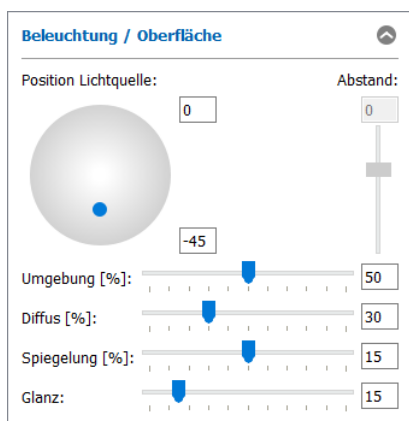 Beleuchtung / Oberfläche
Position Lichtquelle: Abstand:
0 0
-45
Umgebung [%]: 50
Diffus [%]: 30
Spiegelung [%]: 15
Glanz: 15